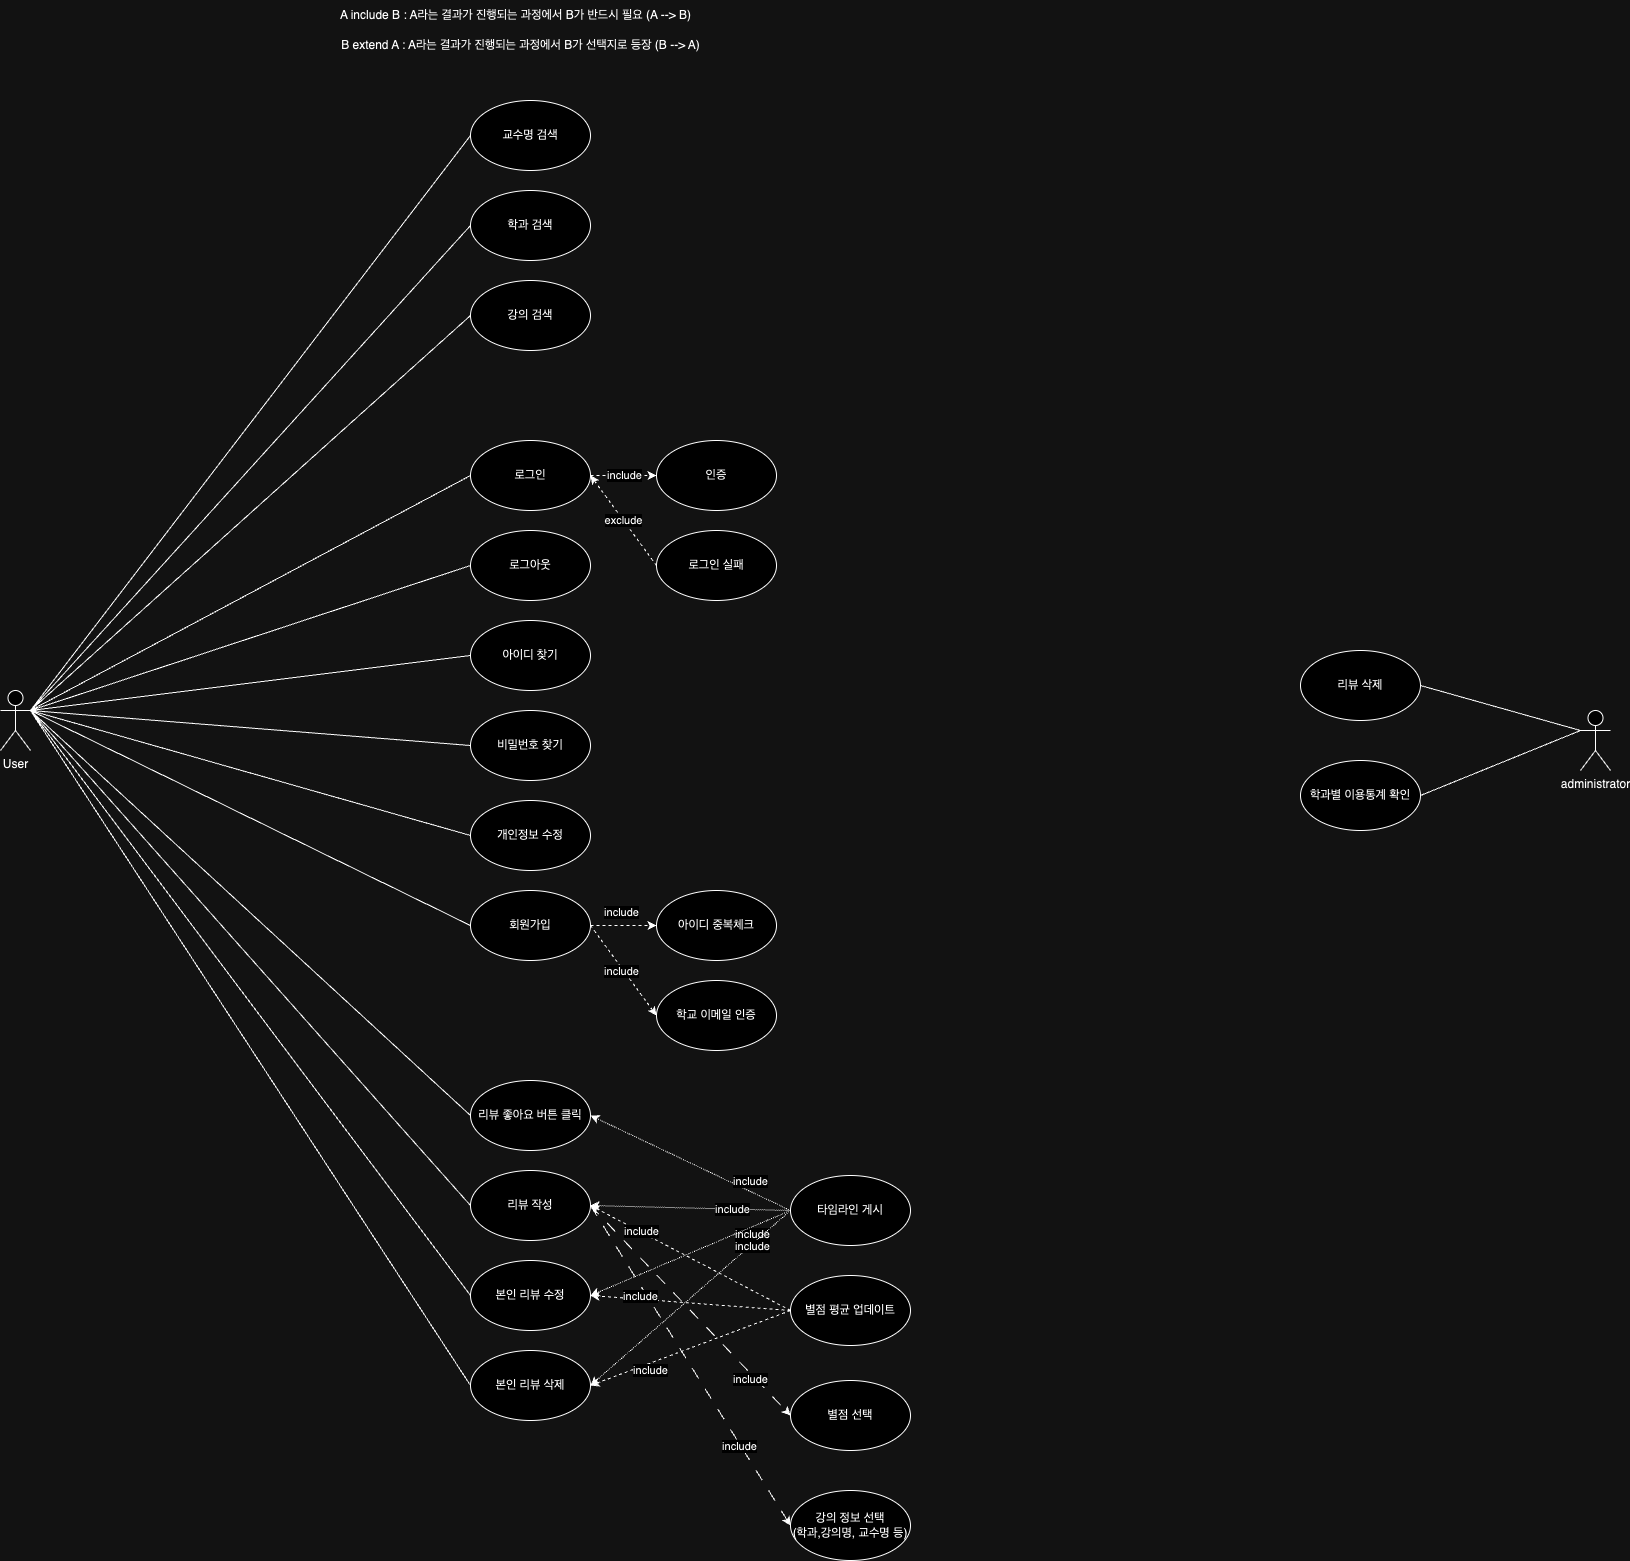 A include B : A라는 결과가 진행되는 과정에서 B가 반드시 필요 (A --> B)
B extend A : A라는 결과가 진행되는 과정에서 B가 선택지로 등장 (B --> A)
교수명 검색
학과 검색
강의 검색
로그인
include
인증
exclude
로그아웃
로그인 실패
아이디 찾기
리뷰 삭제
비밀번호 찾기
User
administrator
학과별 이용통계 확인
개인정보 수정
include
회원가입
아이디 중복체크
include
학교 이메일 인증
리뷰 좋아요 버튼 클릭
include
리뷰 작성
include
타임라인 게시
include
include
include
본인 리뷰 수정
include
별점 평균 업데이트
include
본인 리뷰 삭제
include
별점 선택
include
강의 정보 선택
(학과,강의명, 교수명 등)